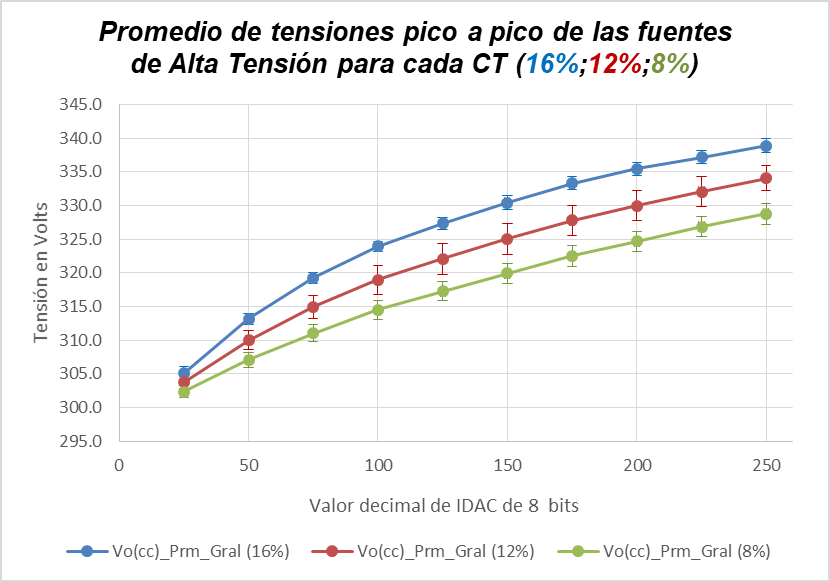 Promedio de tensiones pico a pico de las fuentes
de Alta Tensión para cada CT (16%;12%;8%)
345.0
340.0
335.0
330.0
325.0
320.0
315.0
310.0
305.0
300.0
295.0
Tensión en Volts
0 50 100 150 200 250
Valor decimal de IDAC de 8 bits
Vo(cc)_Prm_Gral (16%) Vo(cc)_Prm_Gral (12%) Vo(cc)_Prm_Gral (8%)